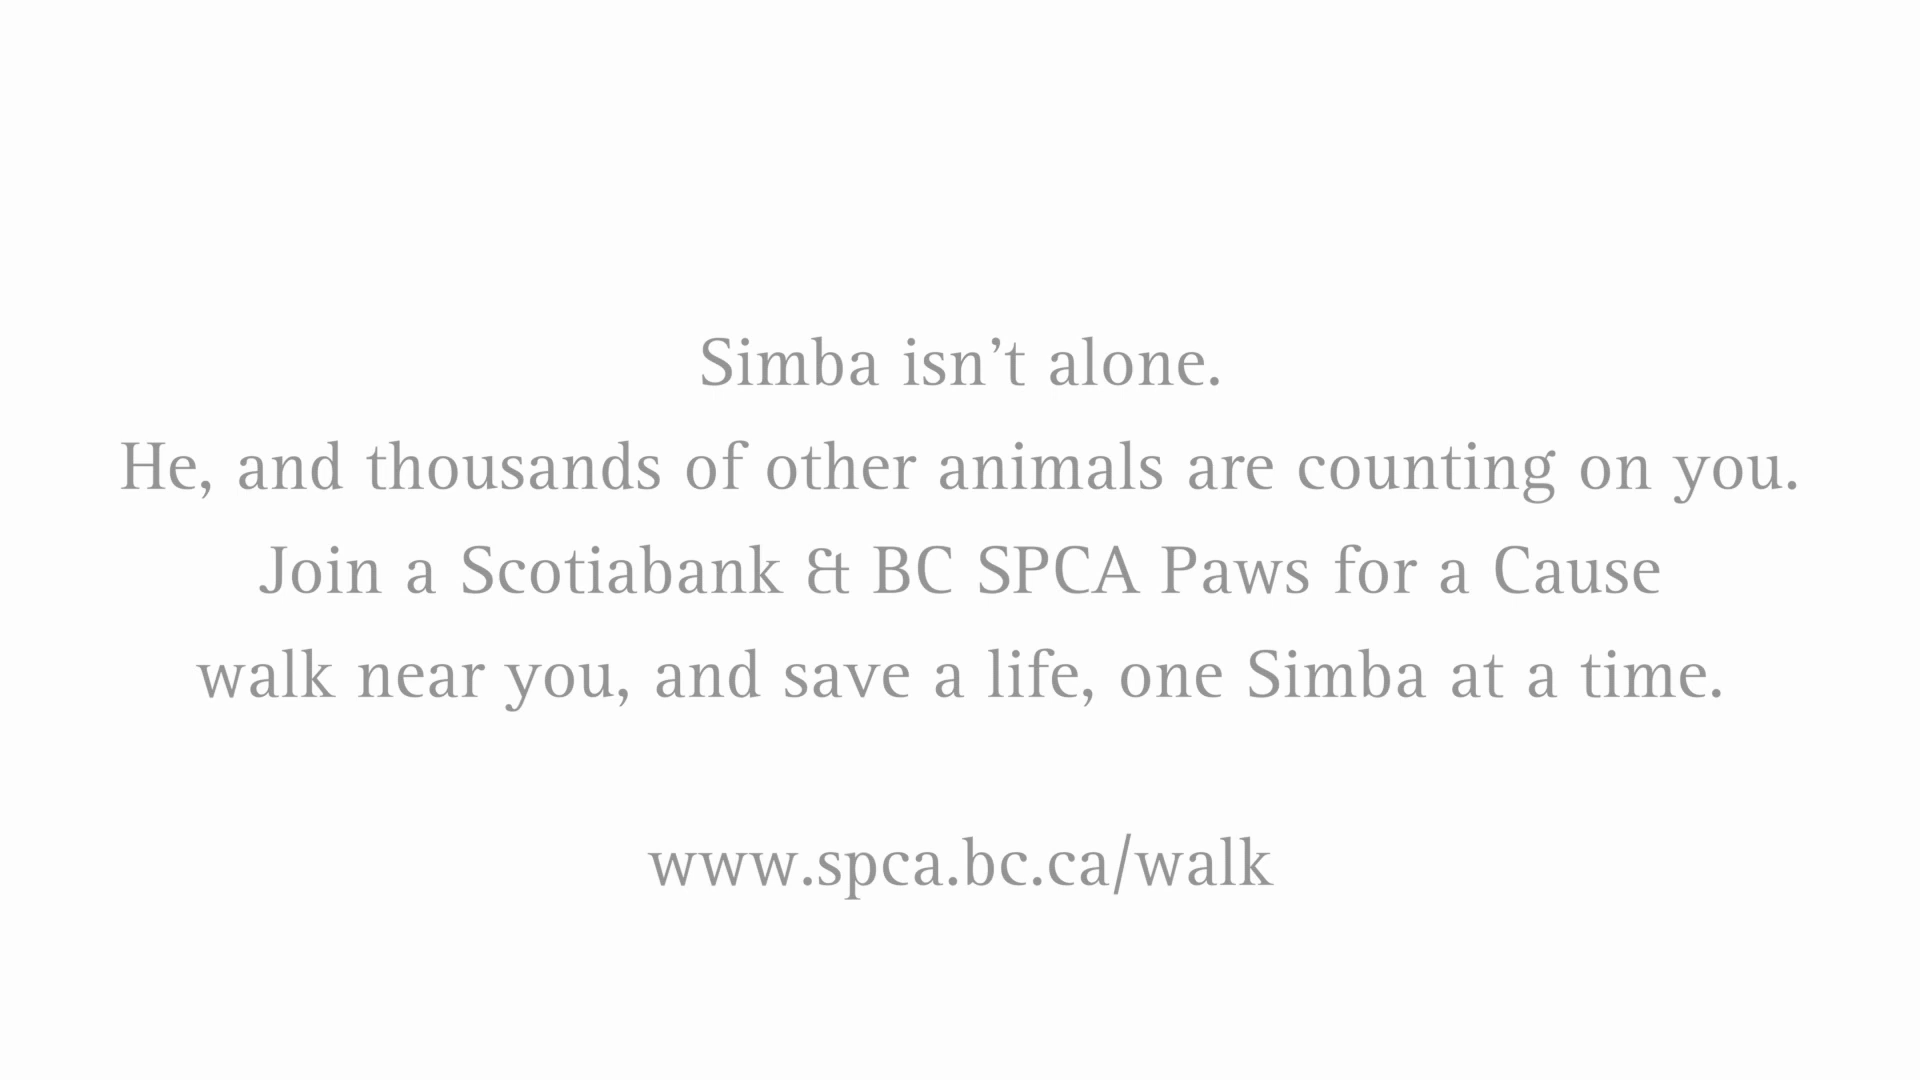 Simba isn’t alone.
He, and thousands of other animals are counting on you.
Join a Scotiabank & BC SPCA Paws for a Cause
walk near you, and save a life, one Simba at a time.
www.spca.bc.ca/walk